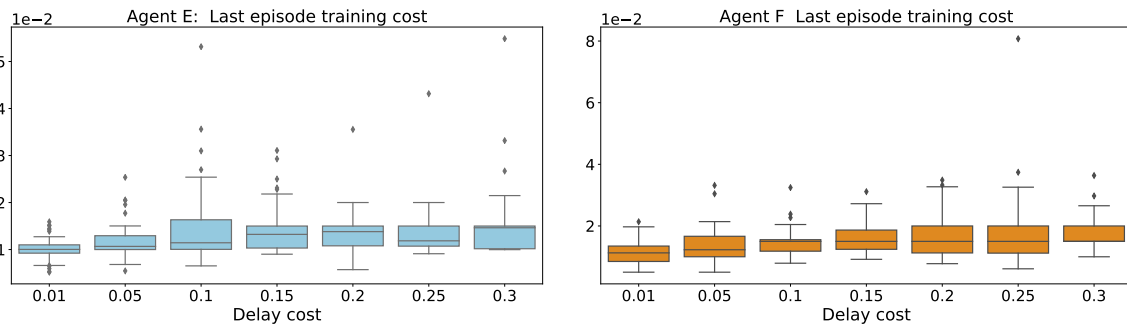 Agent E:  Last episode training cost
1e−2
5
4
3
2
1
0.01 0.05 0.1 0.15 0.2 0.25 0.3
Delay cost
Agent F  Last episode training cost
1e−2
8
6
4
2
0.01 0.05 0.1 0.15 0.2 0.25 0.3
Delay cost